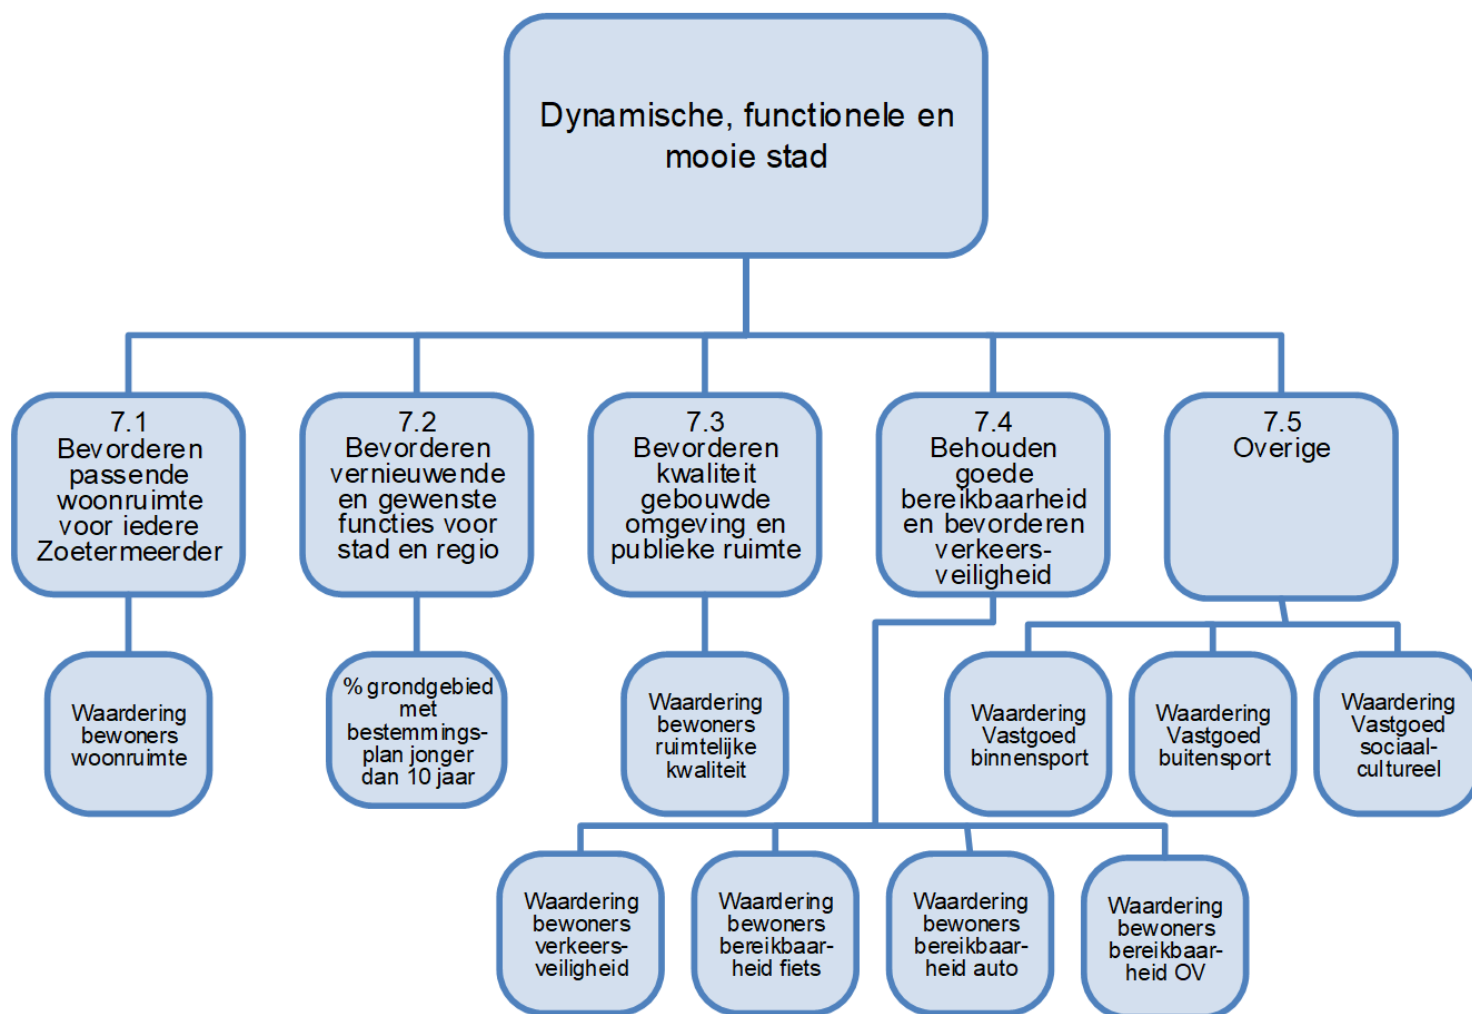 Dynamische, functionele en
mooie stad
7.1
Bevorderen
passende
woonruimte
voor iedere
Zoetermeerder
7.2
Bevorderen
vernieuwende
en gewenste
functies voor
stad en regio
7.3
Bevorderen
kwaliteit
gebouwde
omgeving en
publieke ruimte
7.4
Behouden
goede
bereikbaarheid
en bevorderen
verkeers-
veiligheid
7.5
Overige
Waardering
bewoners
woonruimte
% grondgebied
met
bestemmings-
plan jonger
dan 10 jaar
Waardering
bewoners
ruimtelijke
kwaliteit
Waardering
Vastgoed
binnensport
Waardering
Vastgoed
buitensport
Waardering
Vastgoed
sociaal-
cultureel
Waardering
bewoners
verkeers-
veiligheid
Waardering
bewoners
bereikbaar-
heid fiets
Waardering
bewoners
bereikbaar-
heid auto
Waardering
bewoners
bereikbaar-
heid OV